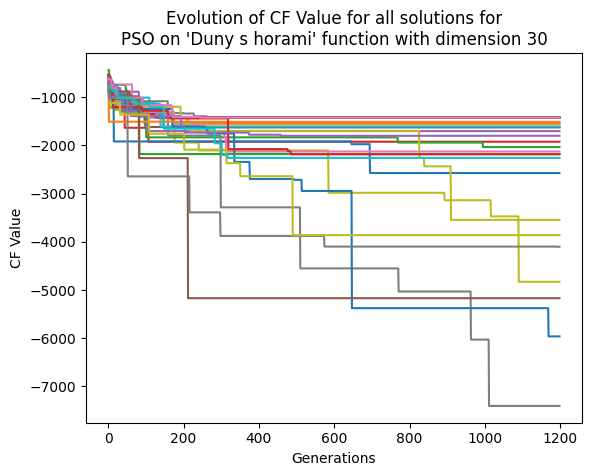 Evolution of CF Value for all solutions for
PSO on 'Duny s horami' function with dimension 30
CF Value
−1000
−2000
−3000
−4000
−5000
−6000
−7000
0 200 400 600 800 1000 1200
Generations